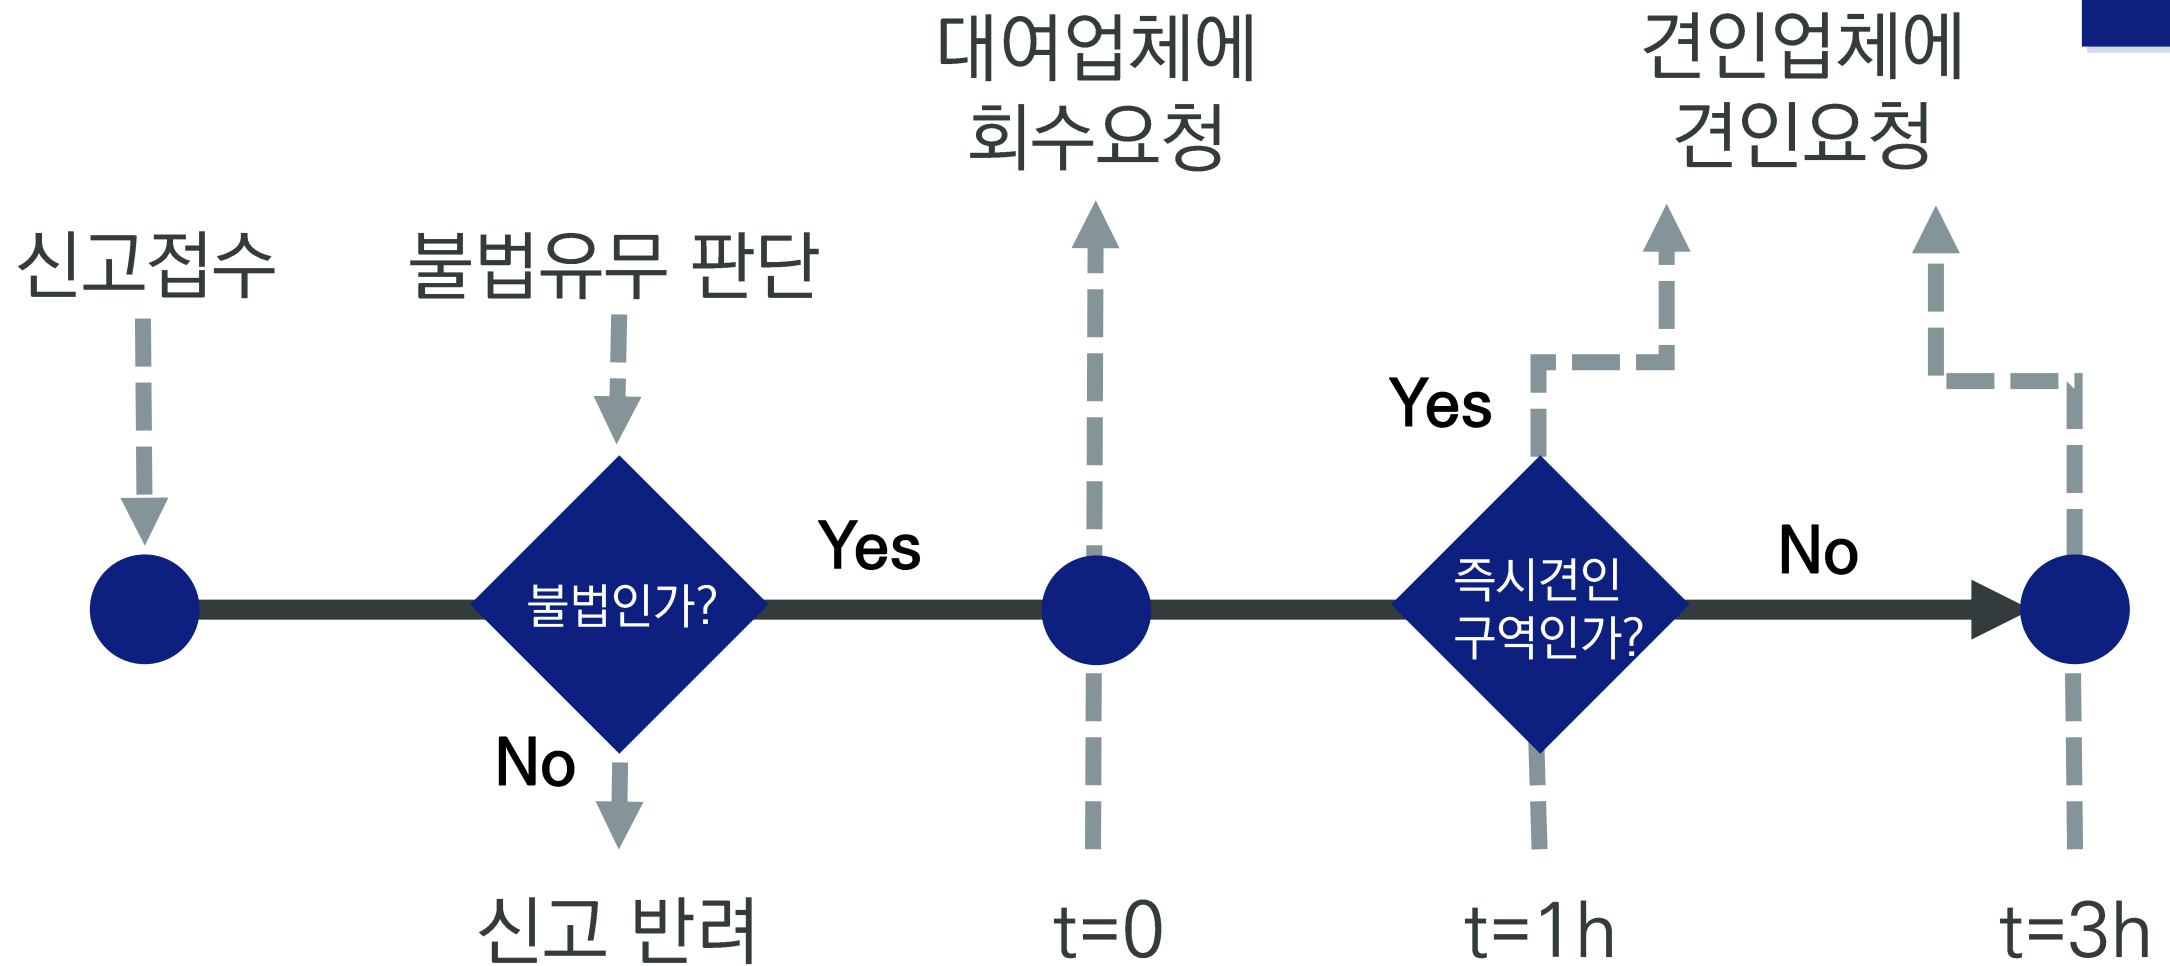 대여업체에
회수요청
견인업체에
견인요청
신고접수
불법유무 판단
Yes
Yes
No
불법인가?
즉시견인
구역인가?
No
신고 반려
t=0
t=1h
t=3h